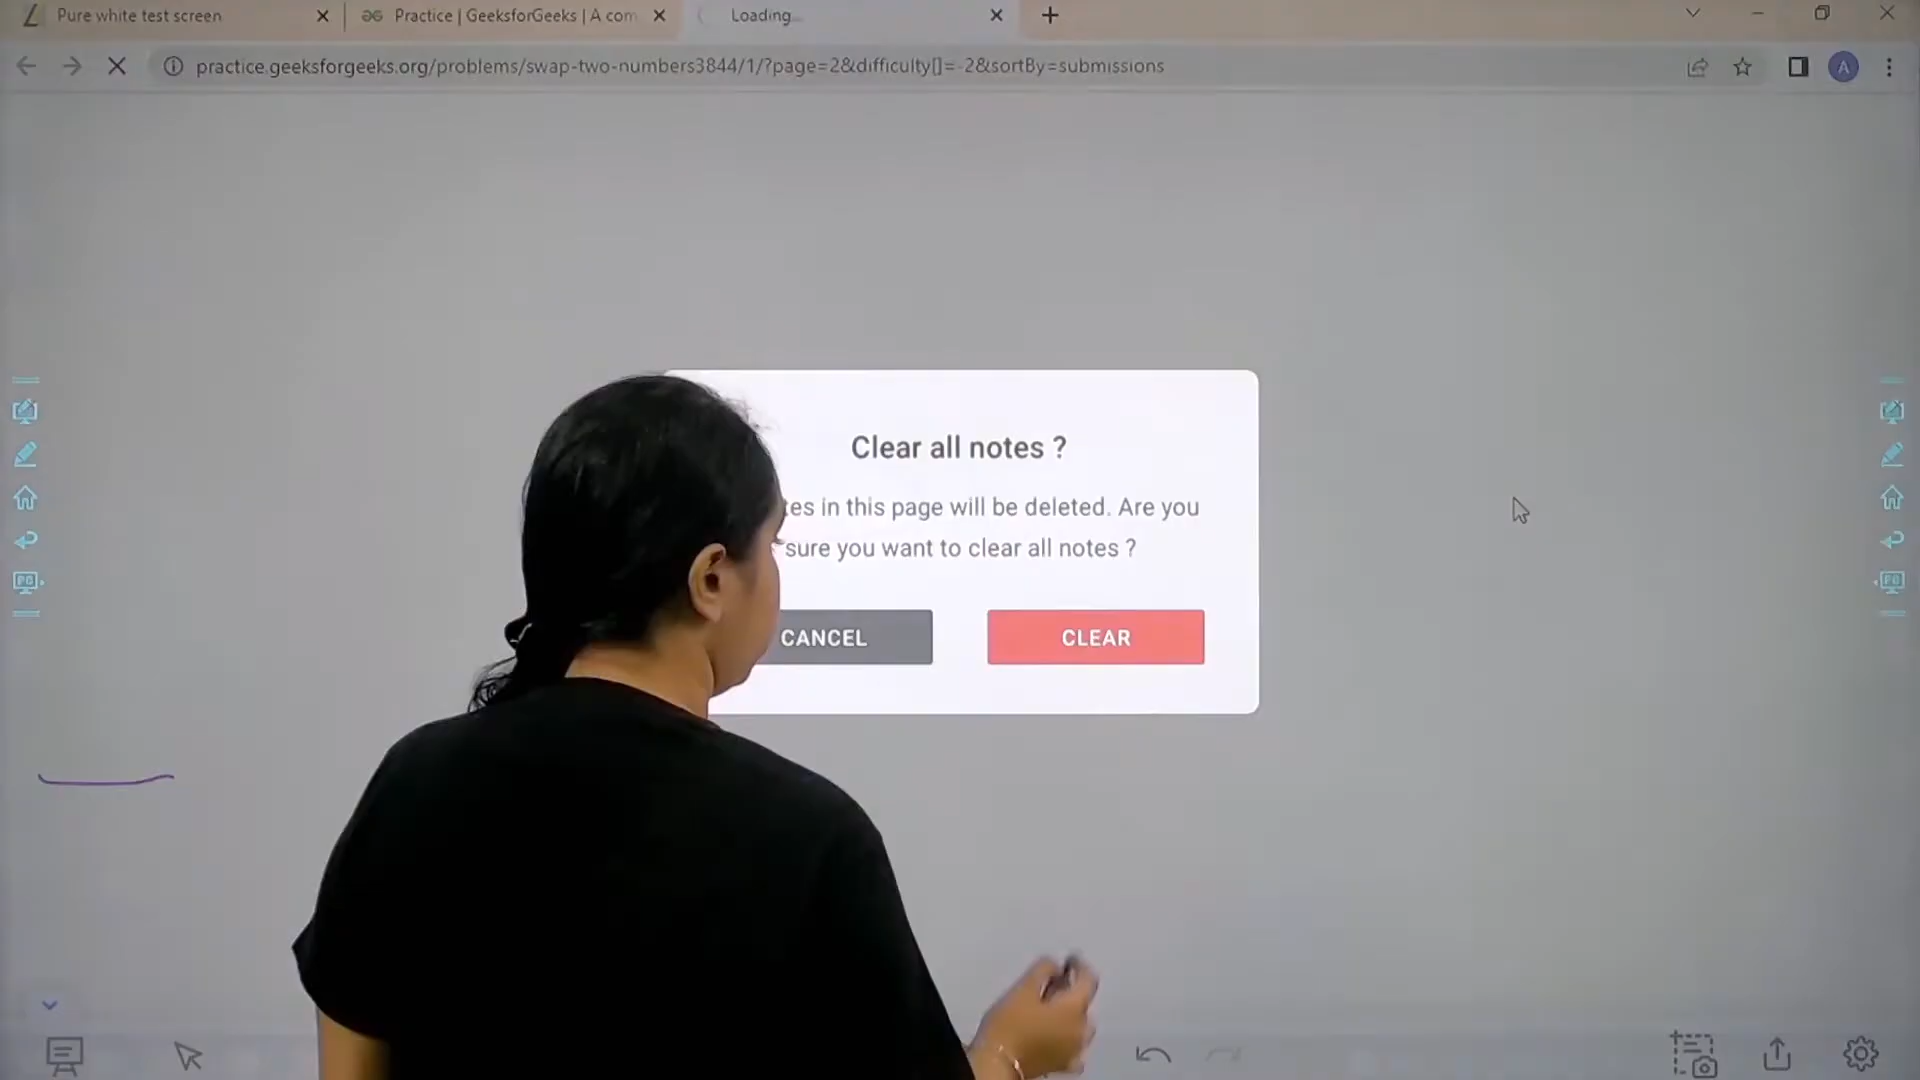 Pure white test screen
Practice | GeeksforGeeks | A com
Loading...
practice.geeksforgeeks.org/problems/swap-two-numbers3844/1/?page=2&difficulty[]=-2&sortBy=submissions
A
Clear all notes ?
in this page will be deleted. Are you
sure you want to clear all notes ?
CANCEL
CLEAR
PG
PG